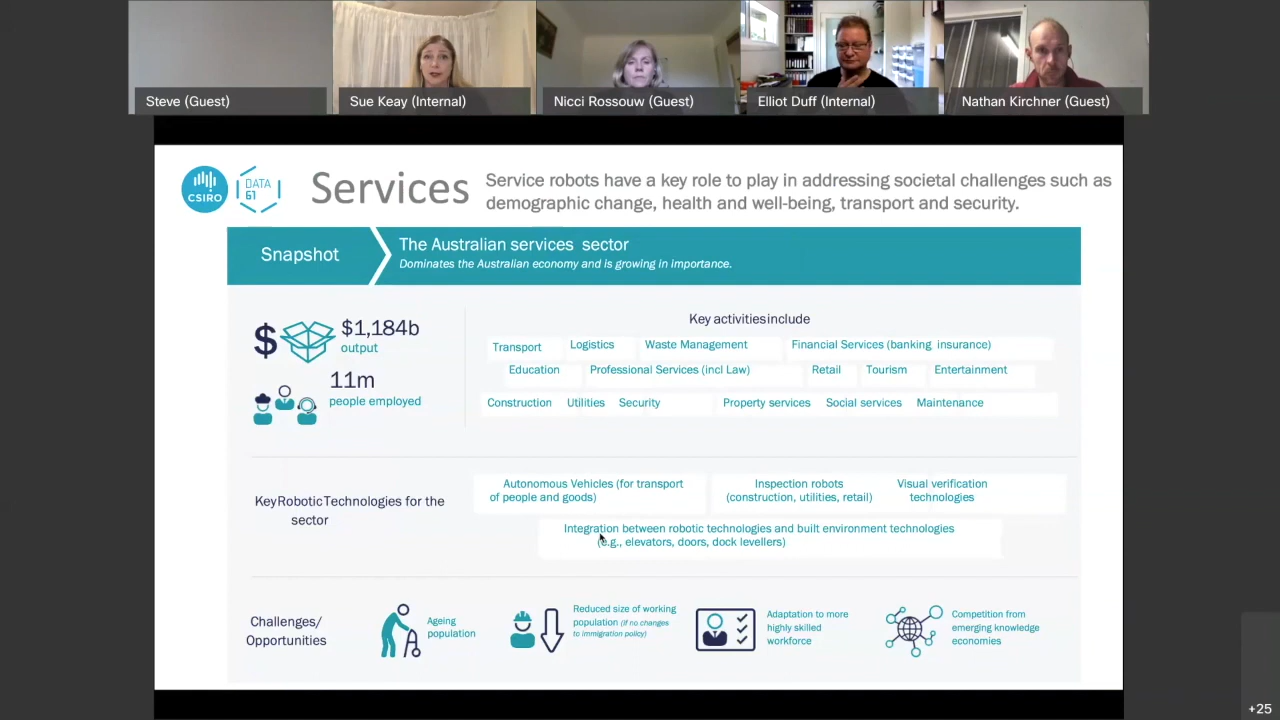 Steve (Guest)
Sue Keay (Internal)
Nicci Rossouw (Guest)
Elliot Duff (Internal)
Nathan Kirchner (Guest)
CSIRO
DATA
61
Services
Service robots have a key role to play in addressing societal challenges such as
demographic change, health and well-being, transport and security.
Snapshot
The Australian services sector
Dominates the Australian economy and is growing in importance.
$
$1,184b
output
11m
people employed
Key activities include
Transport
Logistics
Waste Management
Financial Services (banking insurance)
Education
Professional Services (incl Law)
Retail
Tourism
Entertainment
Construction
Utilities
Security
Property services
Social services
Maintenance
Key Robotic Technologies for the
sector
Autonomous Vehicles (for transport
of people and goods)
Inspection robots
(construction, utilities, retail)
Visual verification
technologies
Integration between robotic technologies and built environment technologies
(e.g., elevators, doors, dock levellers)
Challenges/
Opportunities
Ageing
population
Reduced size of working
population (if no changes
to immigration policy)
Adaptation to more
highly skilled
workforce
Competition from
emerging knowledge
economies
+25